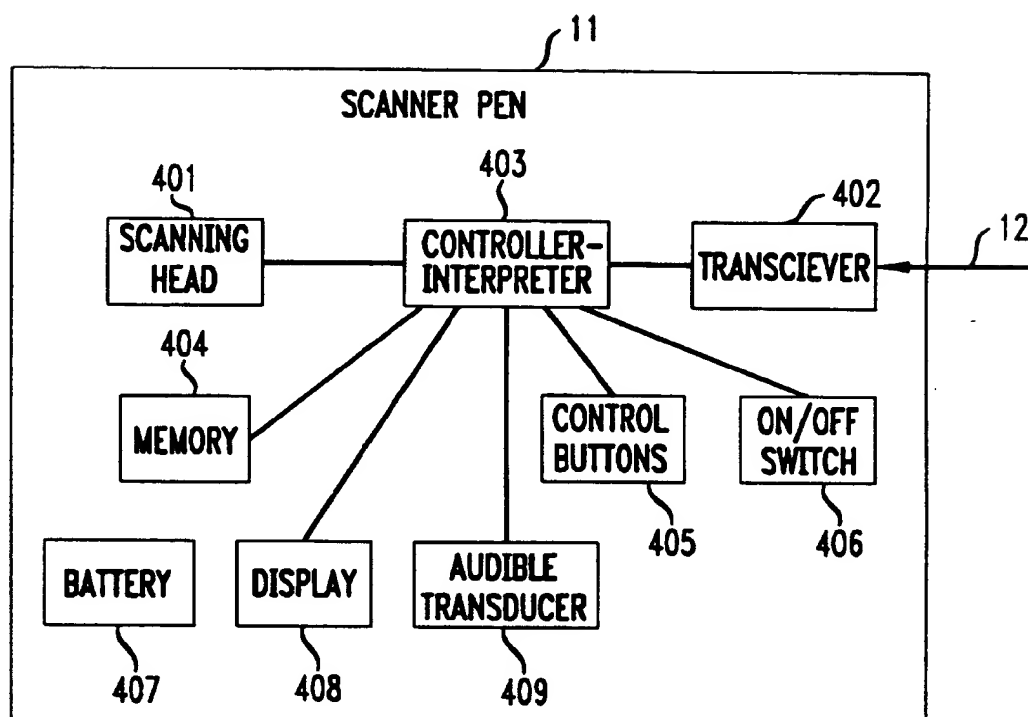 11
SCANNER PEN
401
403
402
12
SCANNING
HEAD
CONTROLLER-
INTERPRETER
TRANSCIEVER
404
MEMORY
CONTROL
BUTTONS
ON/OFF
SWITCH
405
406
BATTERY
DISPLAY
AUDIBLE
TRANSDUCER
407
408
409